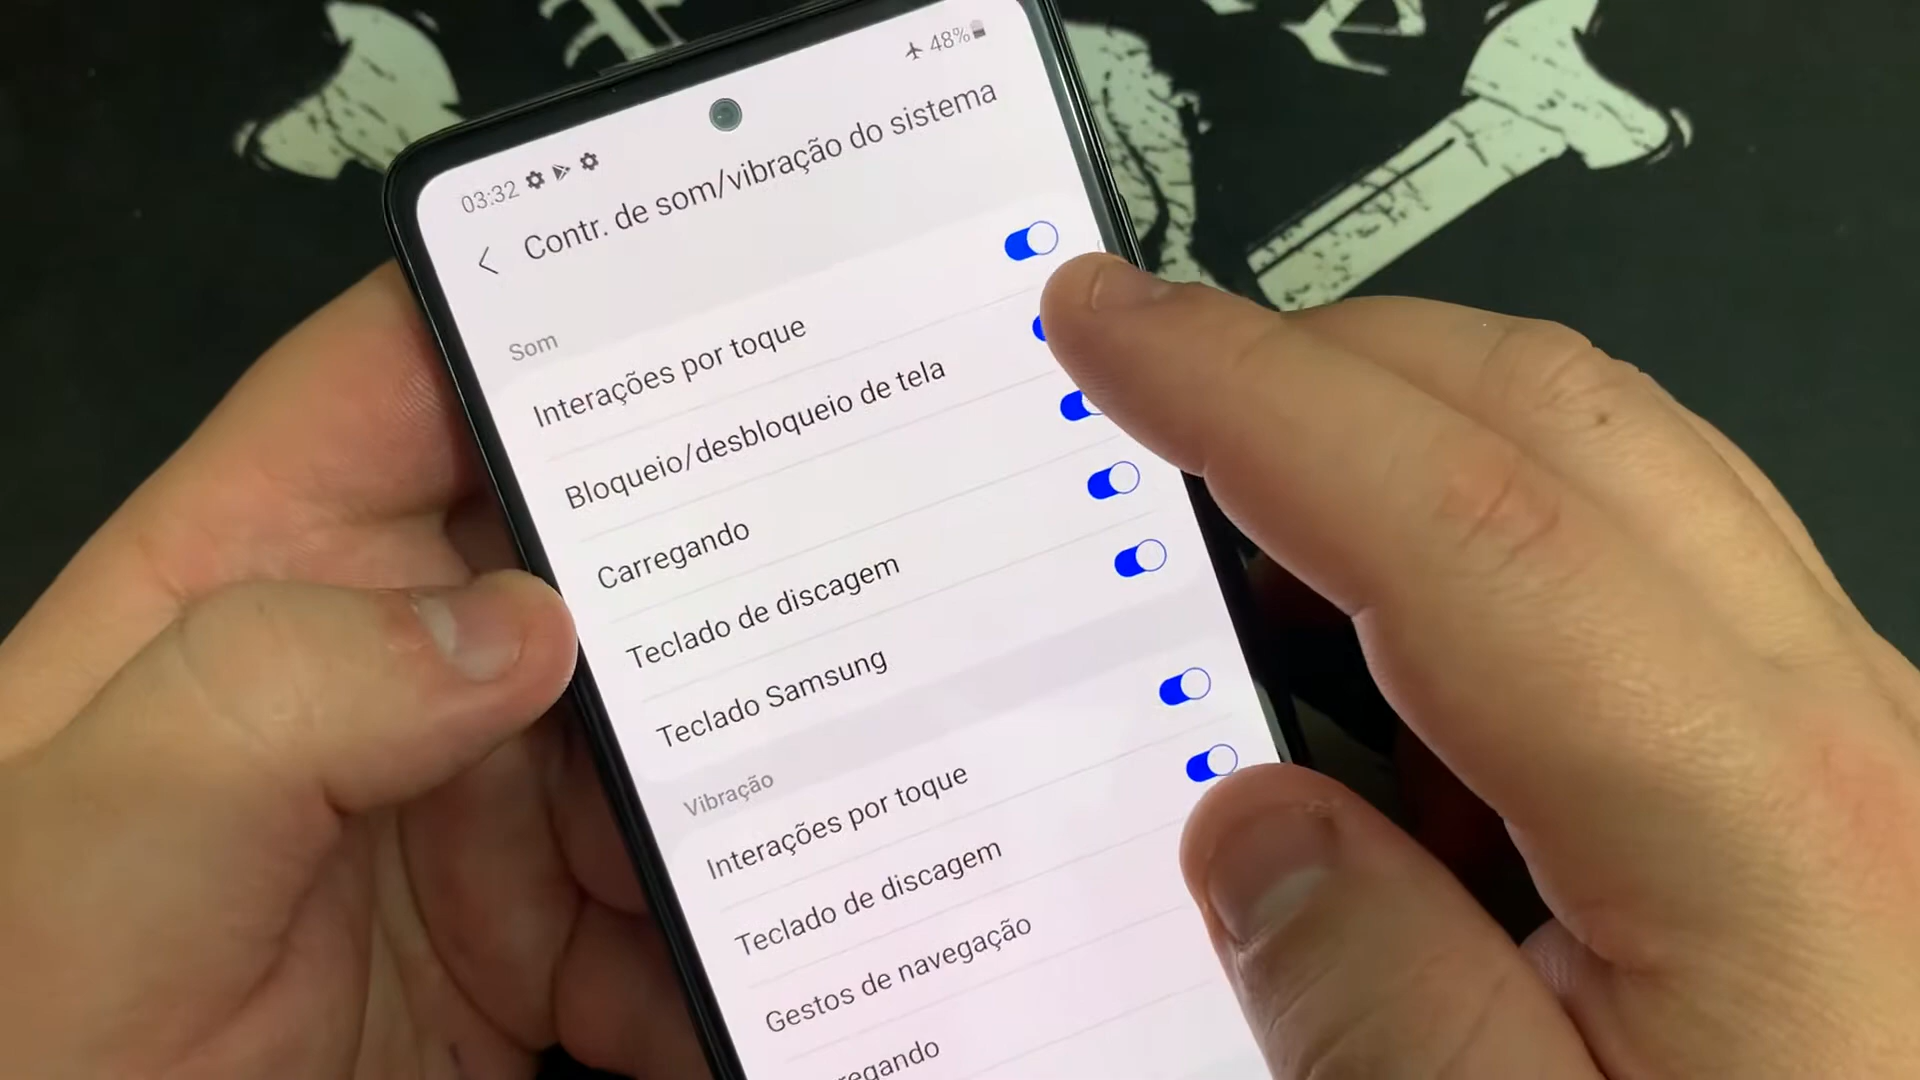 03:32
48%
Contr. de som/vibração do sistema
Som
Interações por toque
Bloqueio/desbloqueio de tela
Carregando
Teclado de discagem
Teclado Samsung
Vibração
Interações por toque
Teclado de discagem
Gestos de navegação
regando